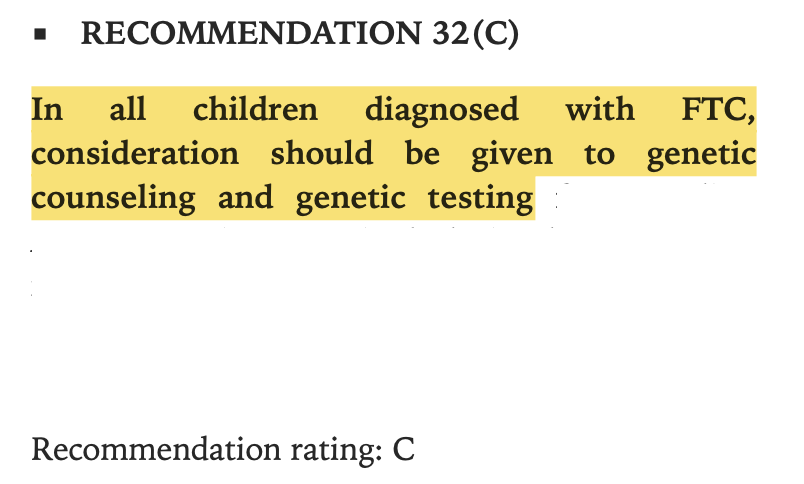 ▪ RECOMMENDATION 32(C)
In all children diagnosed with FTC,
consideration should be given to genetic
counseling and genetic testing
Recommendation rating: C